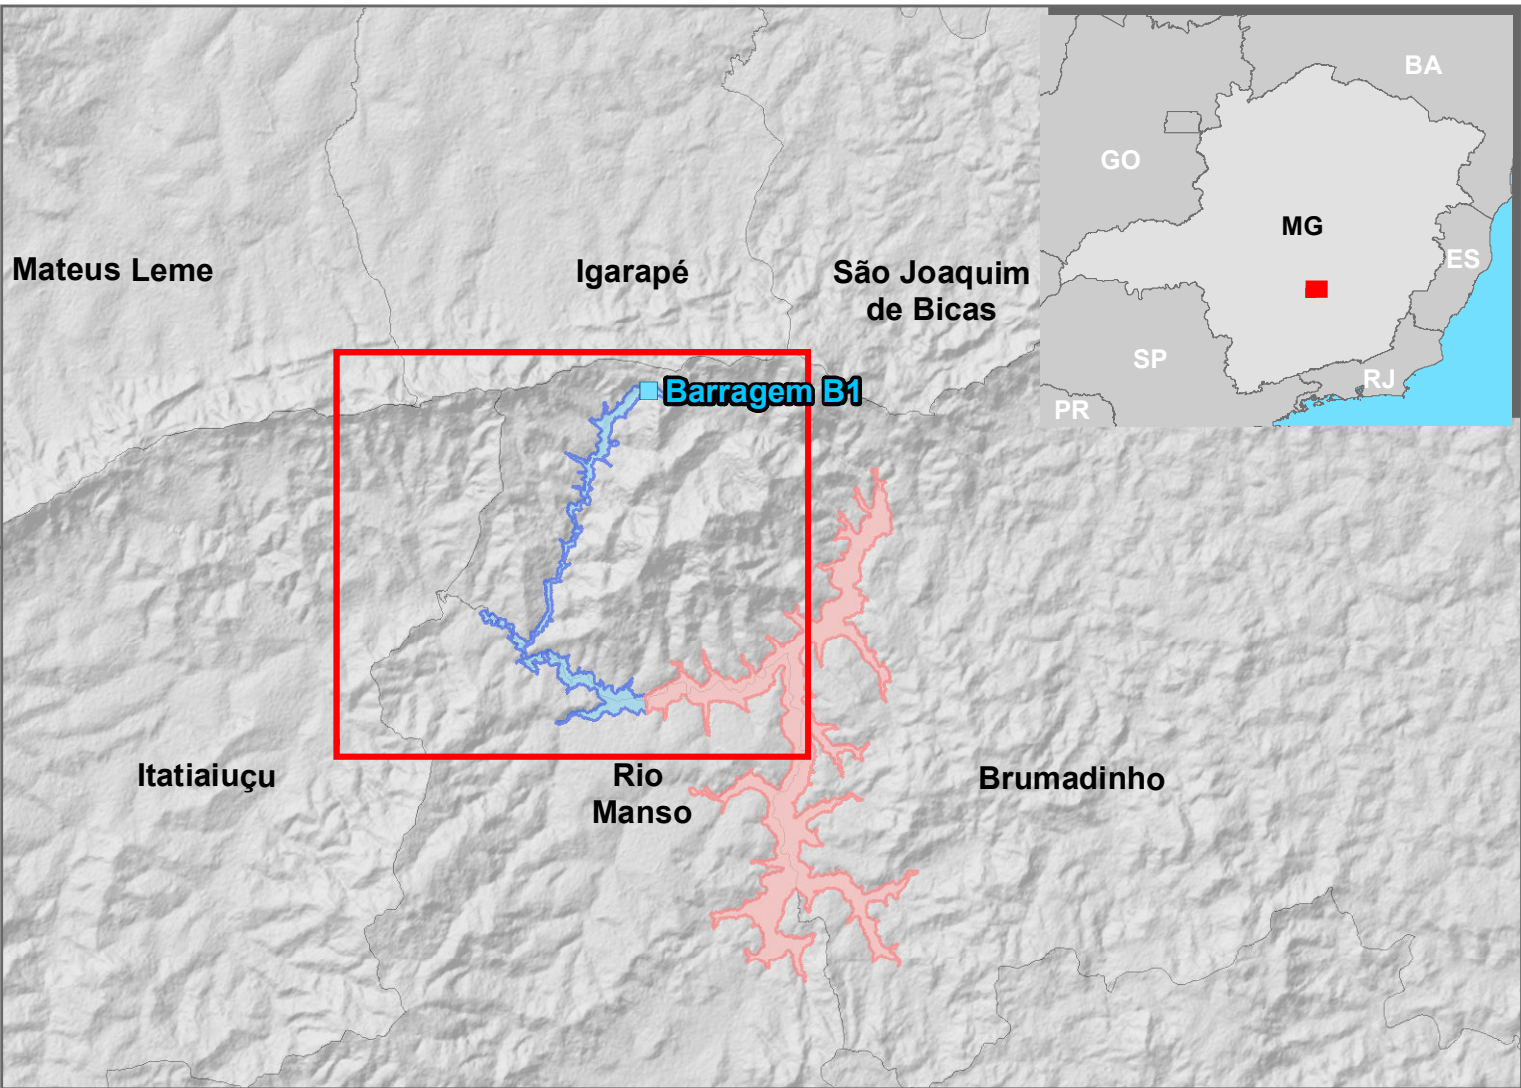 BA
GO
MG
ES
SP
RJ
PR
Mateus Leme
Igarapé
São Joaquim
de Bicas
Barragem B1
Itatiaiuçu
Rio
Manso
Brumadinho